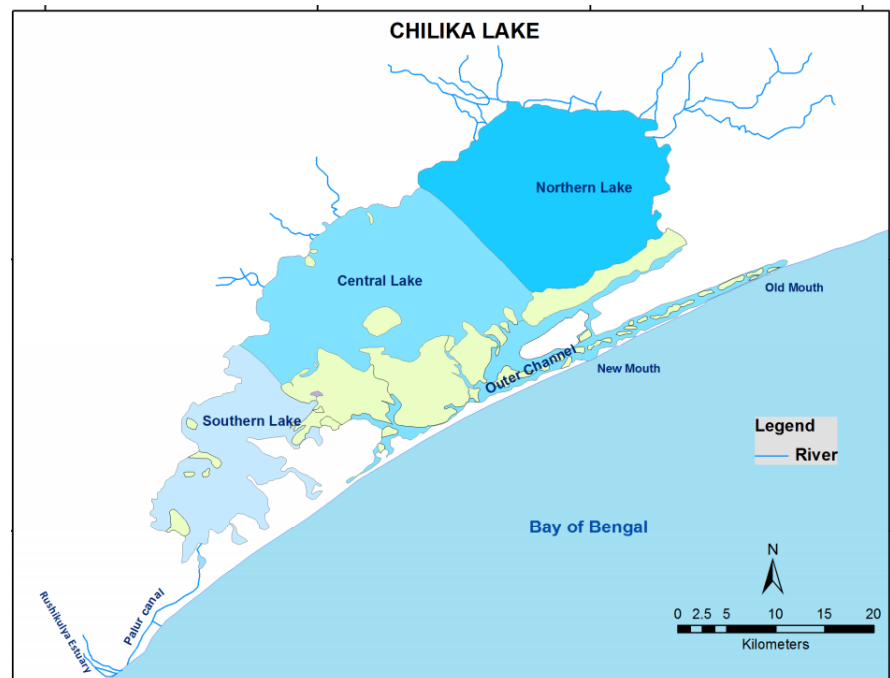 CHILIKA LAKE
Northern Lake
Central Lake
Old Mouth
Outer Channel
New Mouth
Southern Lake
Legend
River
Bay of Bengal
N
0 2.5 5 10 15 20
Kilometers
Palur canal
Rushikulya Estuary